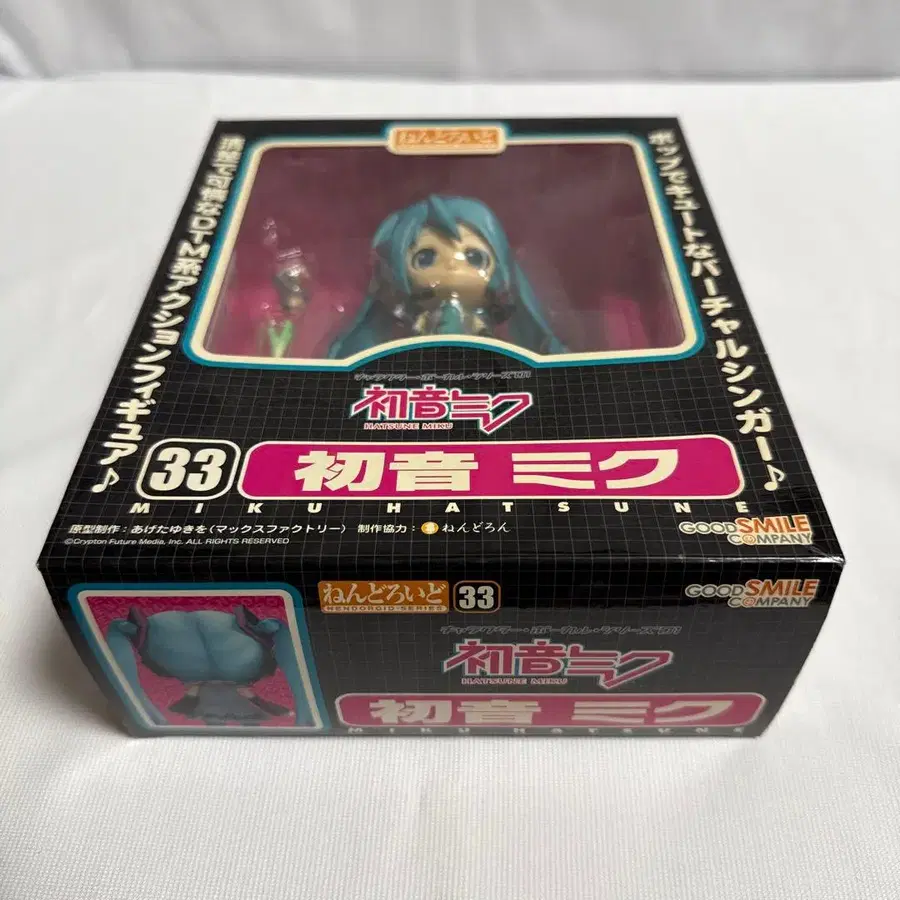 ねんどろいど
ポップでキュートなバーチャルシンガー♪
清楚で可憐なDTM系アクションフィギュア♪
キャラクター・ボーカル・シリーズ01
初音ミク
HATSUNE MIKU
33
初音 ミク
MIKU HATSUNE
原型制作：あげたゆきを（マックスファクトリー） 制作協力：ねんどろん
©Crypton Future Media, Inc. ALL RIGHTS RESERVED
GOOD SMILE
COMPANY
ねんどろいど
NENDOROID-SERIES
33
GOOD SMILE
COMPANY
キャラクター・ボーカル・シリーズ01
初音ミク
HATSUNE MIKU
初音 ミク
MIKU HATSUNE